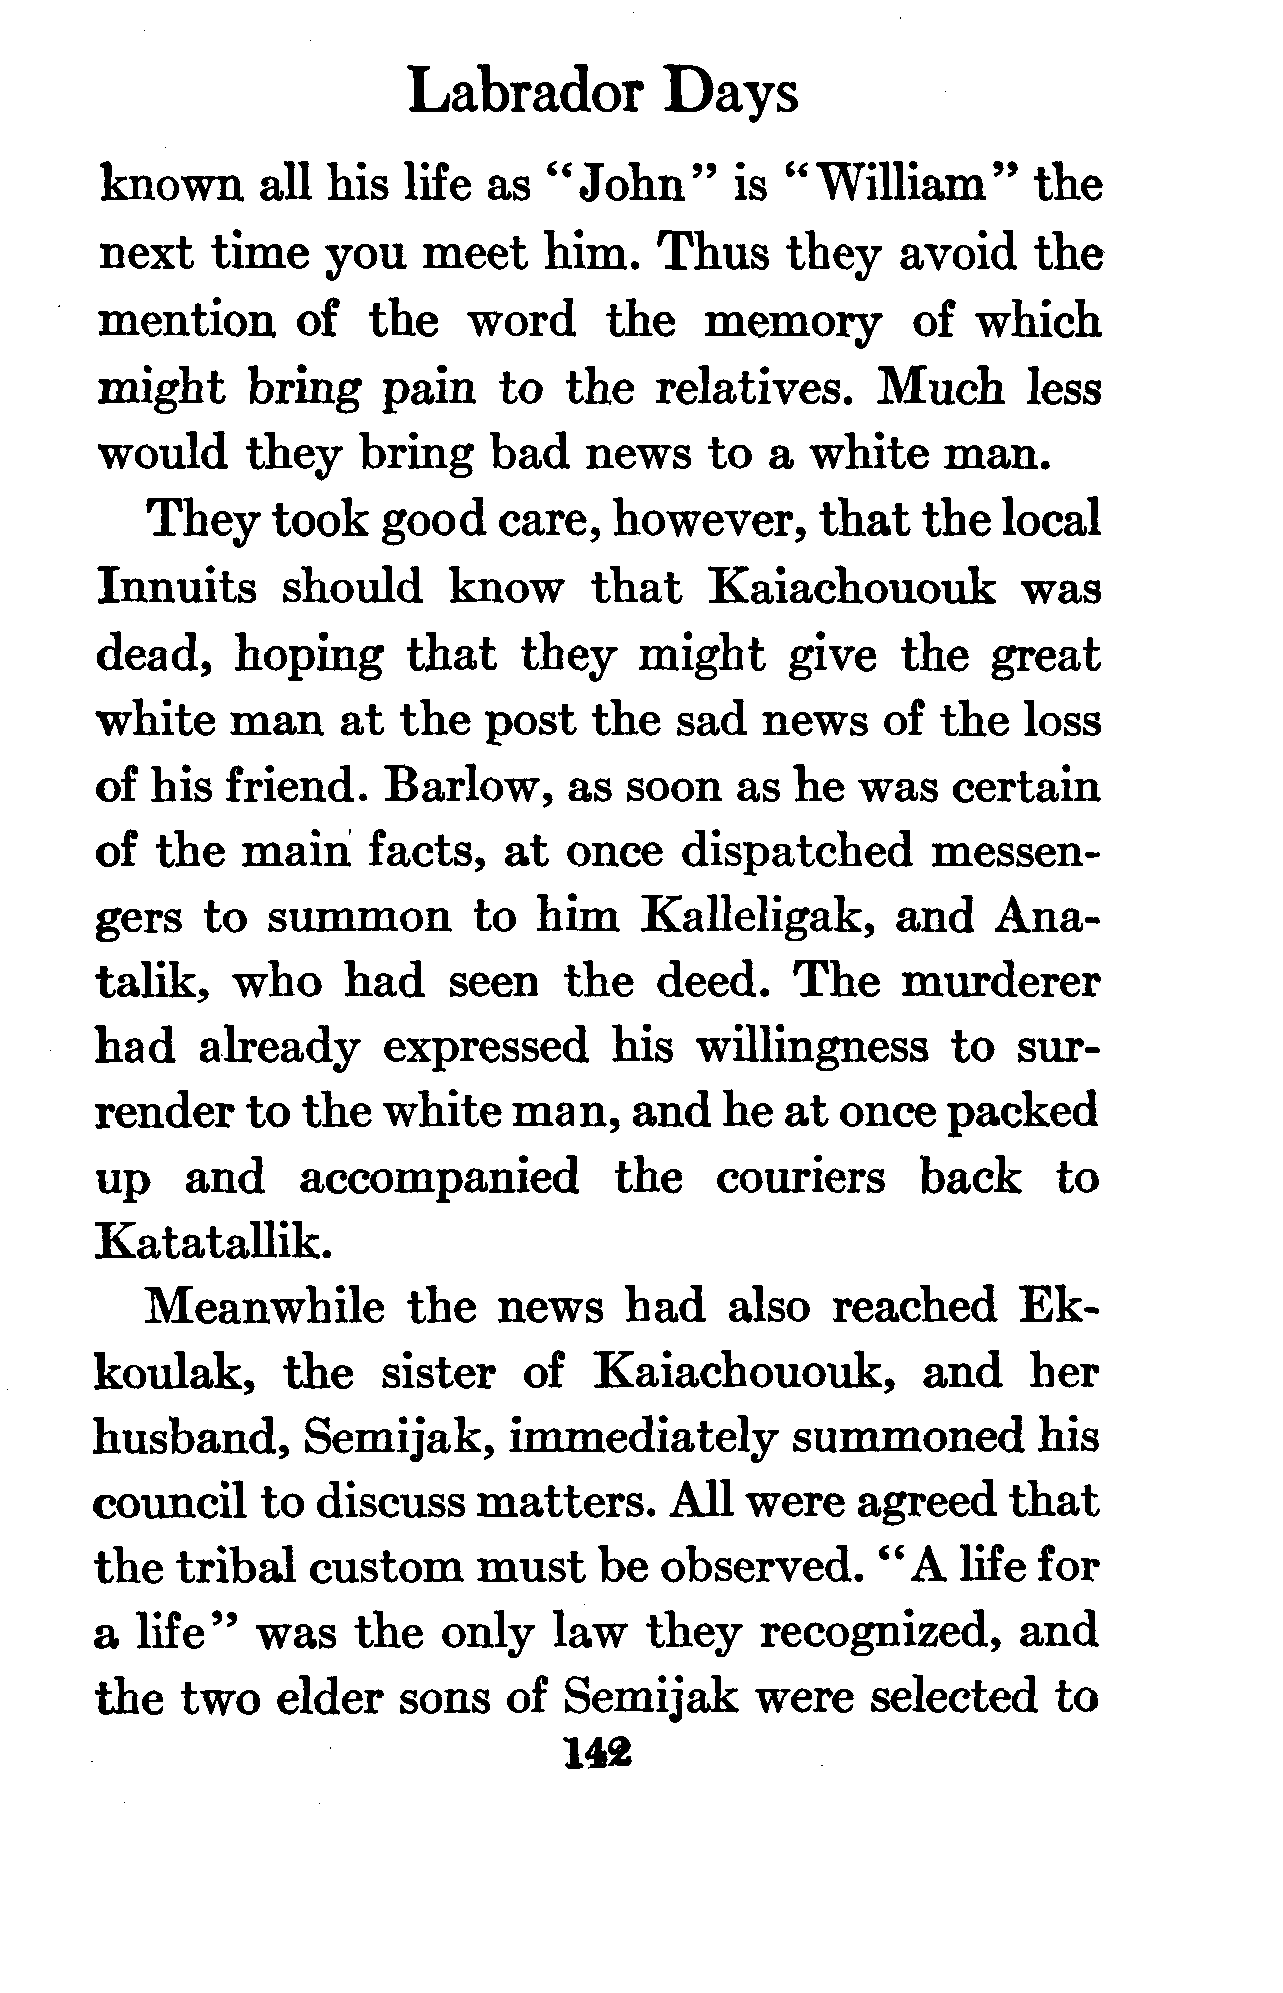 Labrador Days
known all his life as "John" is "William" the
next time you meet him. Thus they avoid the
mention of the word the memory of which
might bring pain to the relatives. Much less
would they bring bad news to a white man.
They took good care, however, that the local
Innuits should know that Kaiachououk was
dead, hoping that they might give the great
white man at the post the sad news of the loss
of his friend. Barlow, as soon as he was certain
of the main facts, at once dispatched messen-
gers to summon to him Kalleligak, and Ana-
talik, who had seen the deed. The murderer
had already expressed his willingness to sur-
render to the white man, and he at once packed
up and accompanied the couriers back to
Katatallik.
Meanwhile the news had also reached Ek-
koulak, the sister of Kaiachououk, and her
husband, Semijak, immediately summoned his
council to discuss matters. All were agreed that
the tribal custom must be observed. "A life for
a life" was the only law they recognized, and
the two elder sons of Semijak were selected to
142